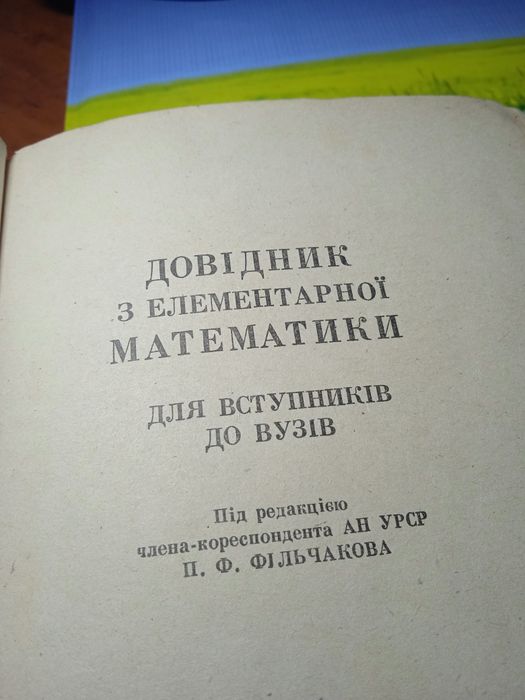 ДОВІДНИК
З ЕЛЕМЕНТАРНОЇ
МАТЕМАТИКИ
ДЛЯ ВСТУПНИКІВ
ДО ВУЗІВ
Під редакцією
члена-кореспондента АН УРСР
П. Ф. ФІЛЬЧАКОВА